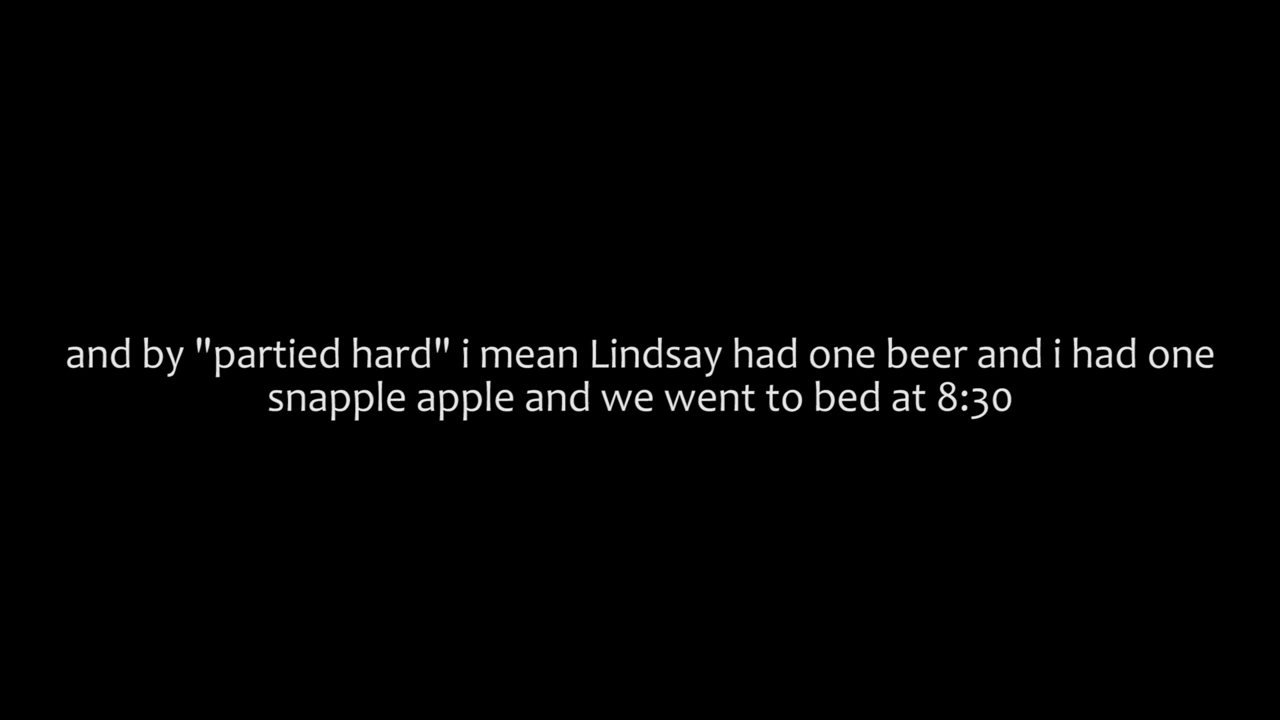 and by "partied hard" i mean Lindsay had one beer and i had one
snapple apple and we went to bed at 8:30